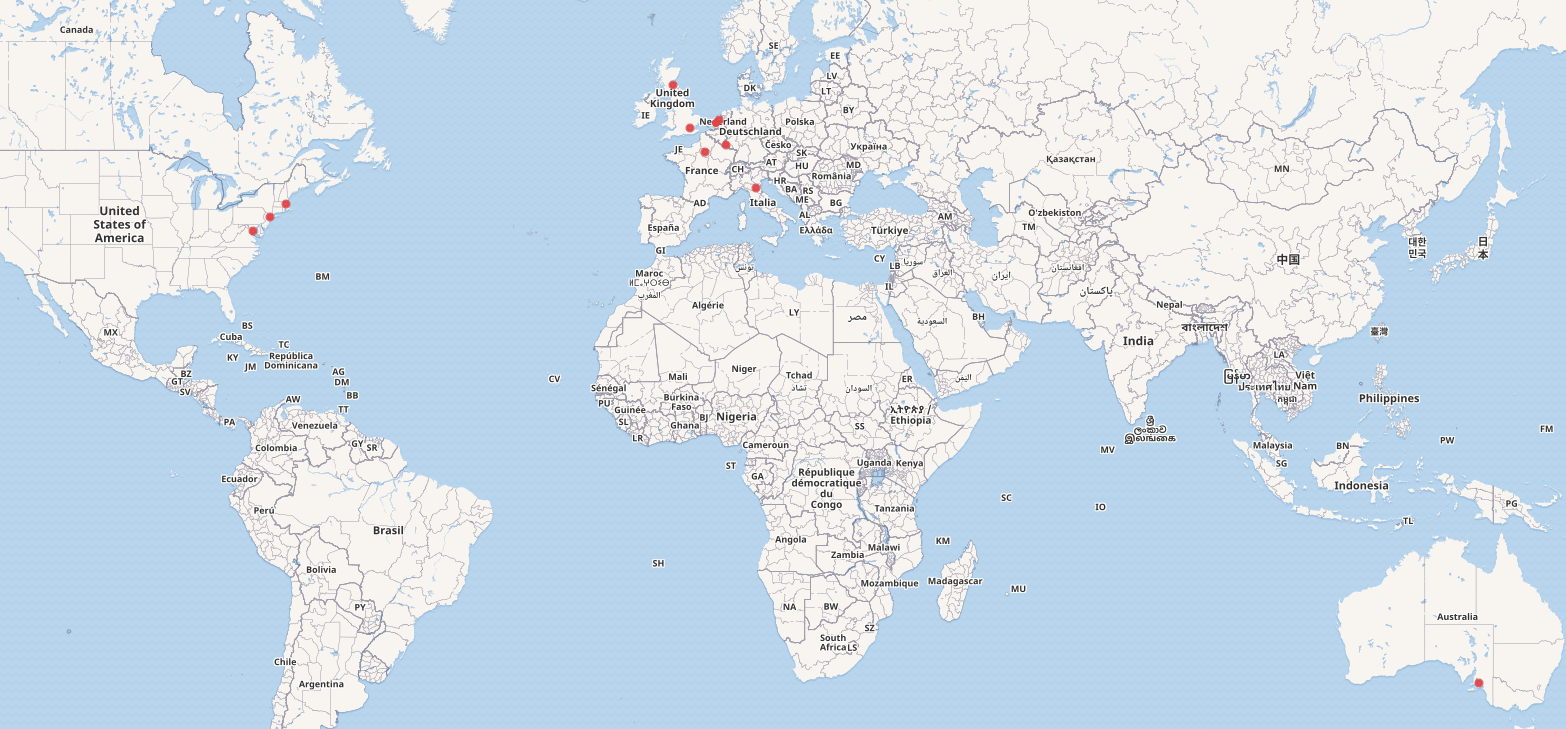 Canada
SE
EE
LV
DK
LT
United
Kingdom
BY
IE
Nederland
Polska
Deutschland
Česko
Україна
JE
SK
Қазақстан
AT
HU
MD
CH
France
România
MN
HR
BA
RS
ME
Italia
AD
BG
United
States of
America
AL
AM
O'zbekiston
España
Ελλάδα
Türkiye
TM
대한
민국
日
本
GI
CY
LB
سوريا
中国
تونس
العراق
ايران
افغانستان
Maroc
ⵍⵎⵖⵔⵉⴱ
المغرب
BM
IL
پاکستان
Algérie
LY
مصر
السعودية
BH
Nepal
বাংলাদেশ
BS
MX
Cuba
TC
República
Dominicana
KY
JM
India
臺灣
LA
BZ
AG
GT
DM
SV
BB
CV
Mali
Niger
Tchad
تشاد
السودان
ER
اليمن
မြန်မာ
ประเทศไทย
Việt
Nam
កម្ពុជា
Sénégal
AW
TT
PU
Burkina
Faso
Guinée
BJ
Nigeria
SL
Ghana
ኢትዮጵያ /
Ethiopia
Philippines
PA
Venezuela
LR
SS
ශ්‍රී
ලංකාව
இலங்கை
FM
Colombia
GY
SR
Cameroun
MV
Malaysia
BN
PW
ST
Uganda
Kenya
SG
Ecuador
GA
République
démocratique
du
Congo
Indonesia
Perú
SC
IO
Tanzania
PG
Brasil
TL
Angola
KM
Malawi
Zambia
SH
Bolivia
Mozambique
Madagascar
MU
PY
NA
BW
Australia
SZ
South
Africa
LS
Chile
Argentina